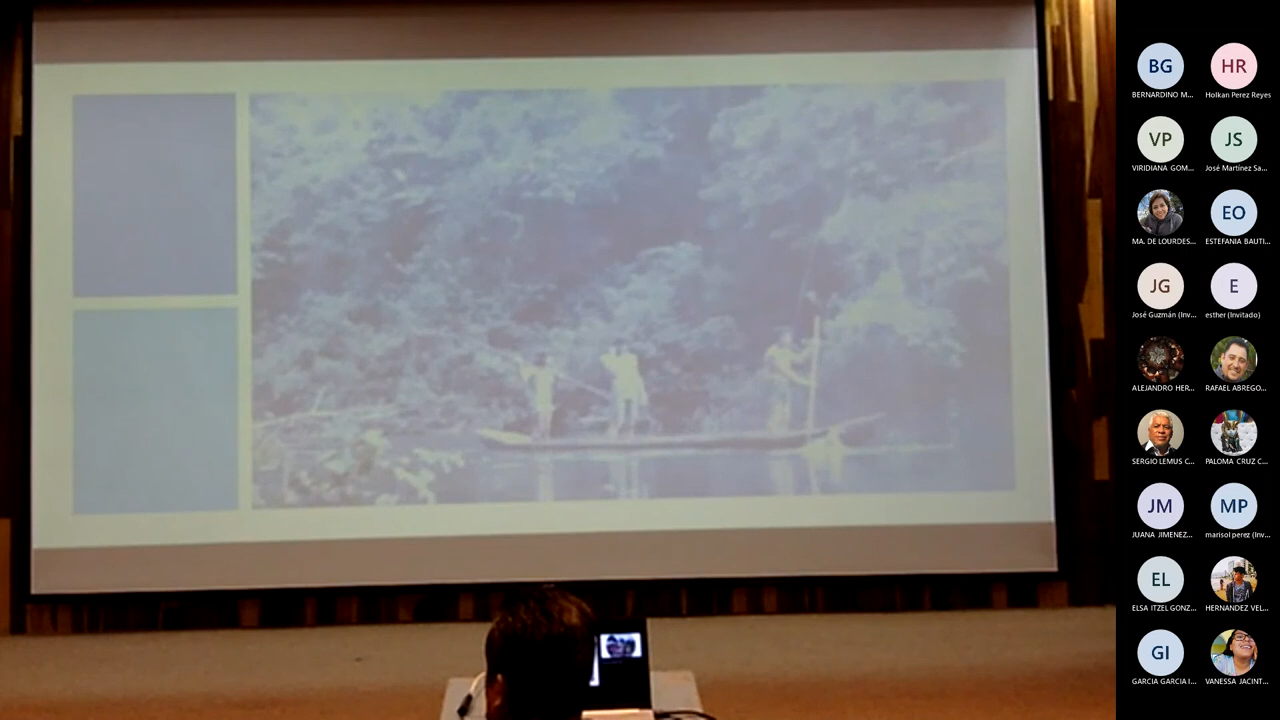 BG
HR
BERNARDINO M...
Holkan Perez Reyes
VP
JS
VIRIDIANA GOM...
José Martínez Sa...
EO
MA. DE LOURDES...
ESTEFANIA BAUTI...
JG
E
José Guzmán (Inv...
esther (Invitado)
ALEJANDRO HER...
RAFAEL ABREGO...
SERGIO LEMUS C...
PALOMA CRUZ C...
JM
MP
JUANA JIMENEZ...
marisol perez (Inv...
EL
ELSA ITZEL GONZ...
HERNANDEZ VEL...
GI
GARCIA GARCIA I...
VANESSA JACINT...